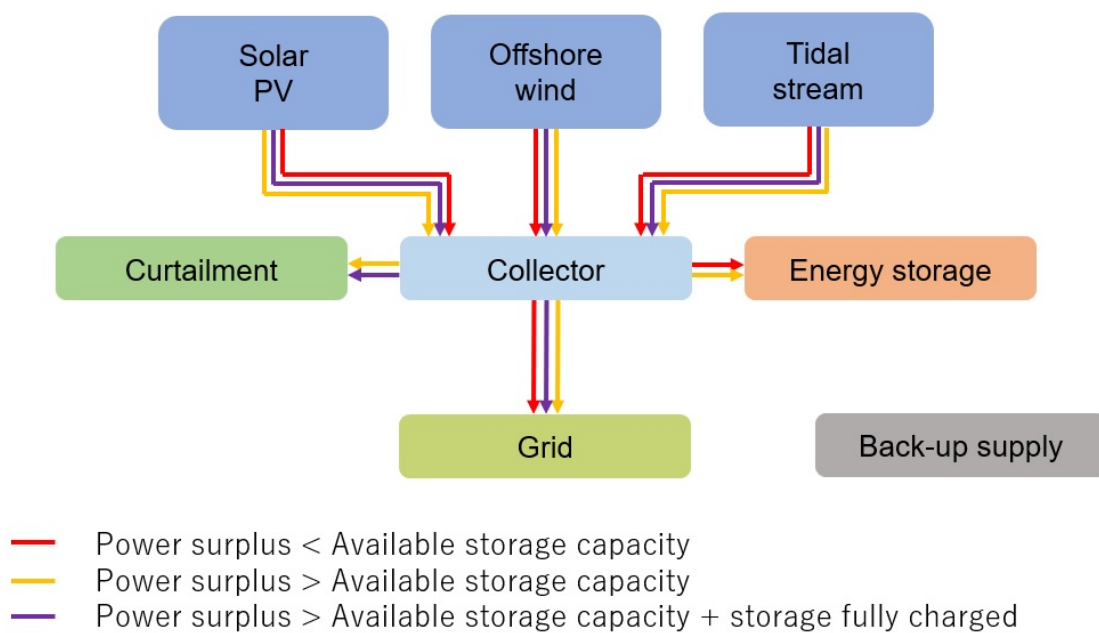 Solar
PV
Offshore
wind
Tidal
stream
Curtailment
Collector
Energy storage
Grid
Back-up supply
Power surplus < Available storage capacity
Power surplus > Available storage capacity
Power surplus > Available storage capacity + storage fully charged